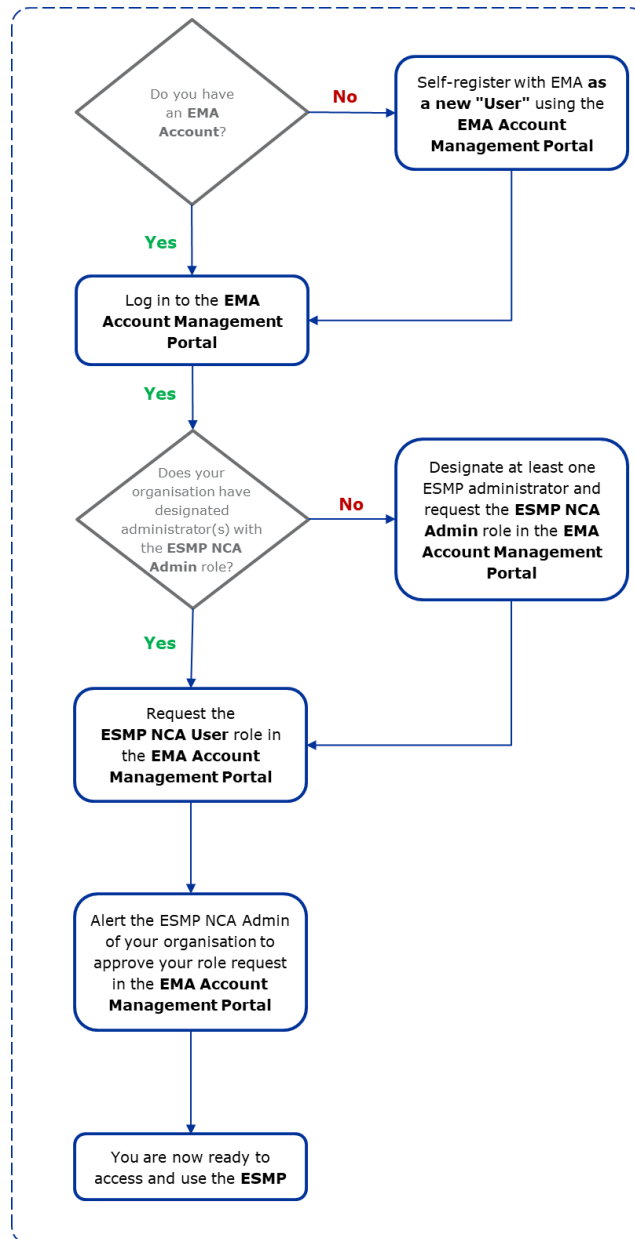 Do you have
an EMA
Account?
No
Self-register with EMA as
a new "User" using the
EMA Account
Management Portal
Yes
Log in to the EMA
Account Management
Portal
Yes
Does your
organisation have
designated
administrator(s) with
the ESMP NCA
Admin role?
No
Designate at least one
ESMP administrator and
request the ESMP NCA
Admin role in the EMA
Account Management
Portal
Yes
Request the
ESMP NCA User role in
the EMA Account
Management Portal
Alert the ESMP NCA Admin
of your organisation to
approve your role request
in the EMA Account
Management Portal
You are now ready to
access and use the ESMP